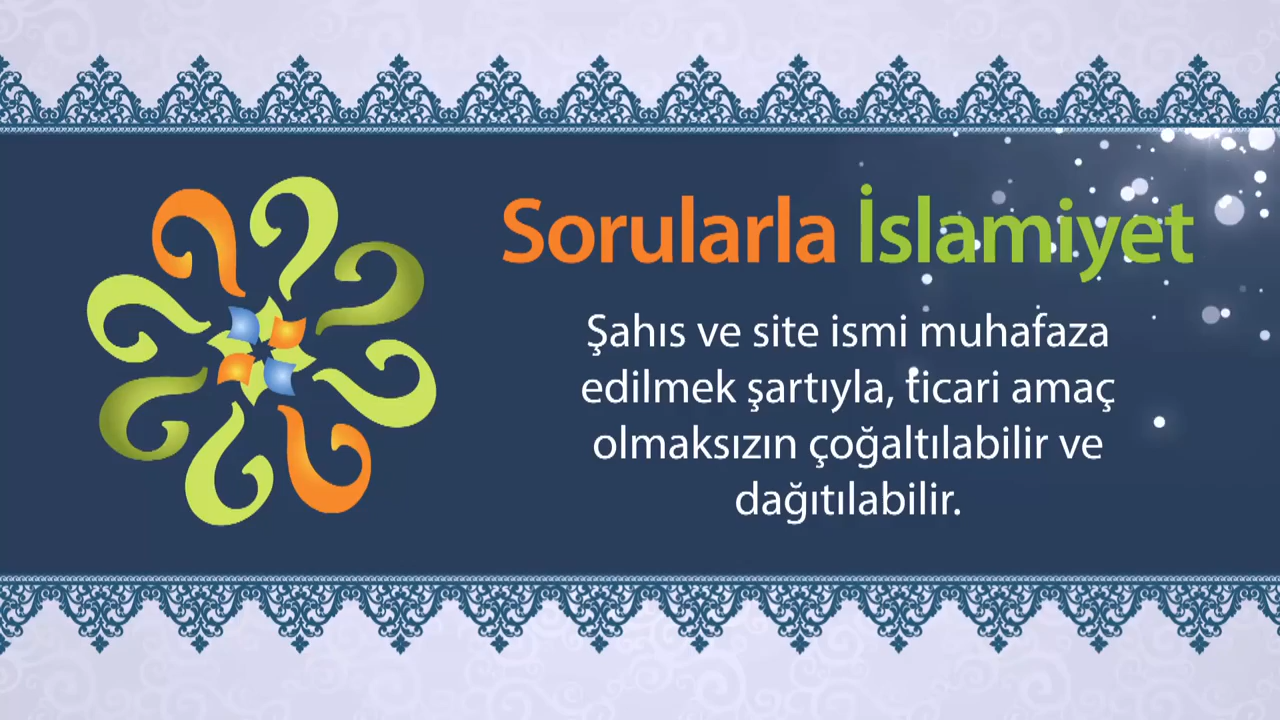 Sorularla İslamiyet
Şahıs ve site ismi muhafaza
edilmek şartıyla, ticari amaç
olmaksızın çoğaltılabilir ve
dağıtılabilir.